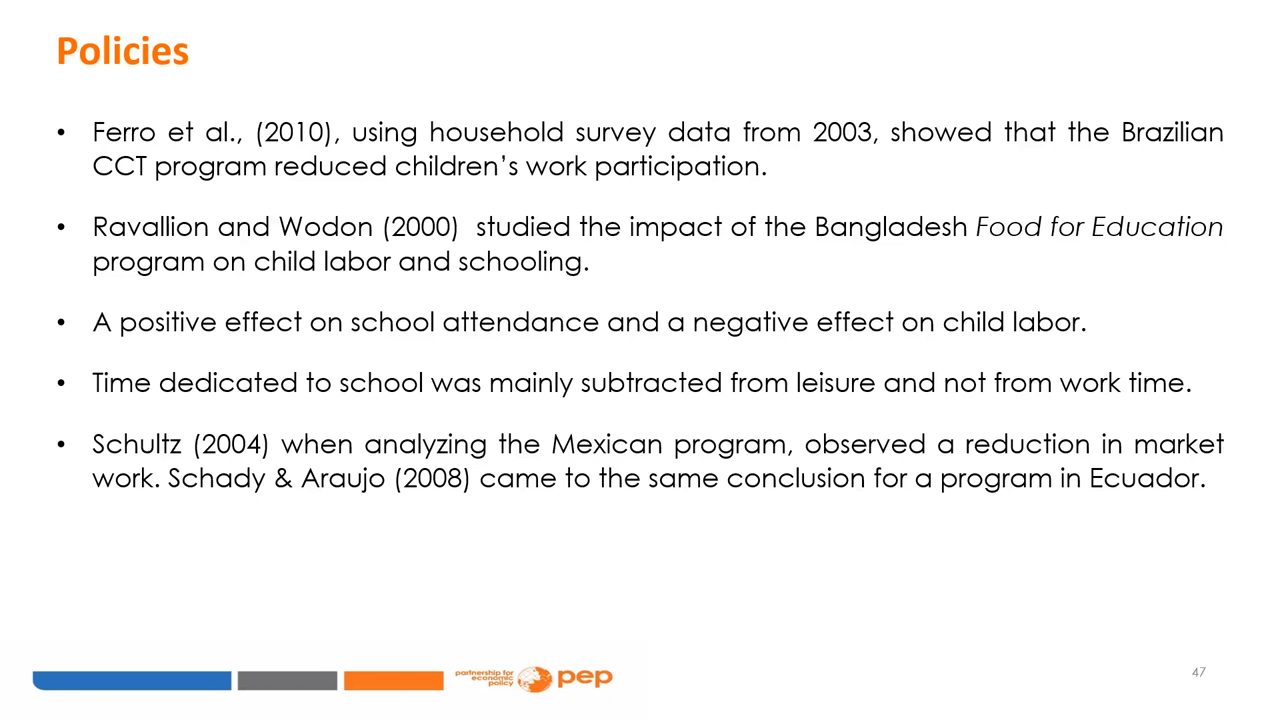 Policies
• Ferro et al., (2010), using household survey data from 2003, showed that the Brazilian
CCT program reduced children’s work participation.
• Ravallion and Wodon (2000) studied the impact of the Bangladesh Food for Education
program on child labor and schooling.
• A positive effect on school attendance and a negative effect on child labor.
• Time dedicated to school was mainly subtracted from leisure and not from work time.
• Schultz (2004) when analyzing the Mexican program, observed a reduction in market
work. Schady & Araujo (2008) came to the same conclusion for a program in Ecuador.
partnership for
economic
policy
pep
47